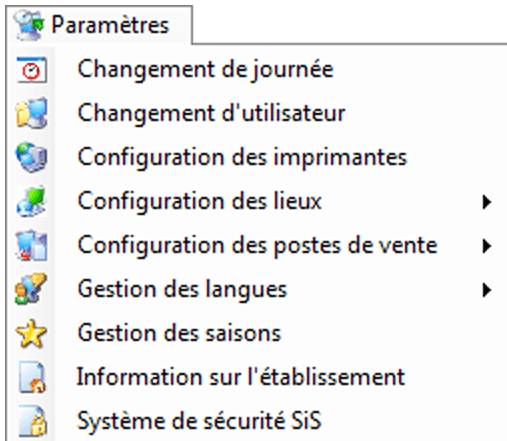 Paramètres
Changement de journée
Changement d'utilisateur
Configuration des imprimantes
Configuration des lieux
Configuration des postes de vente
Gestion des langues
Gestion des saisons
Information sur l'établissement
Système de sécurité SiS